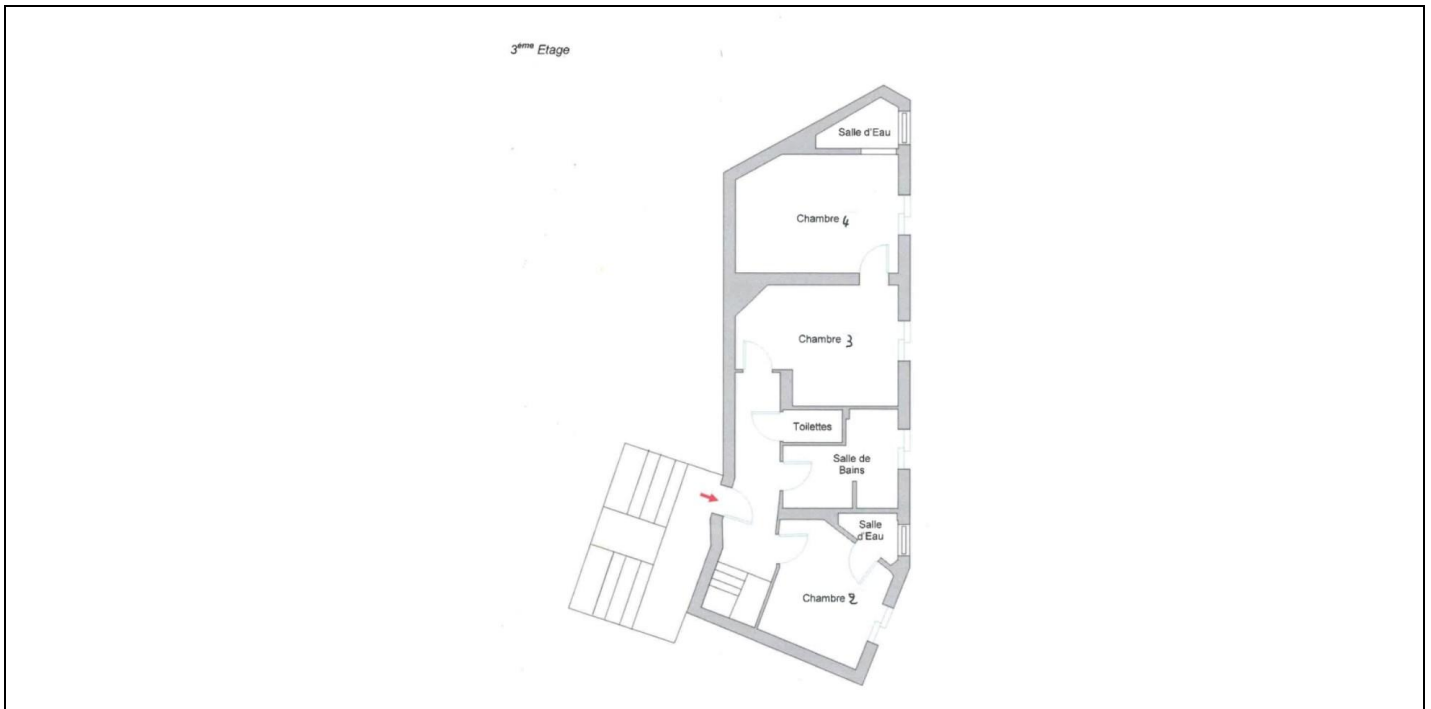 3ème Etage
Salle d'Eau
Chambre 4
Chambre 3
Toilettes
Salle de
Bains
Salle
d'Eau
Chambre 2